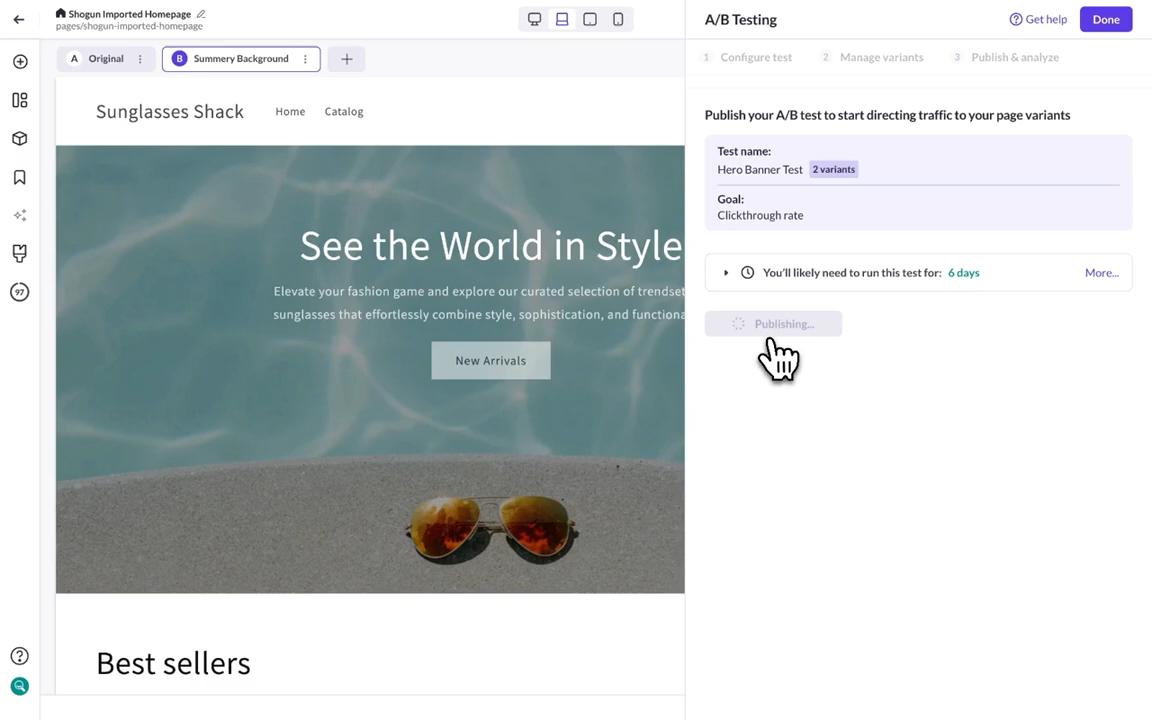 Shogun Imported Homepage
pages/shogun-imported-homepage
A Original
B Summery Background
Sunglasses Shack
Home
Catalog
See the World in Style
Elevate your fashion game and explore our curated selection of trendset
sunglasses that effortlessly combine style, sophistication, and functiona
New Arrivals
Best sellers
97
A/B Testing
Get help
Done
1 Configure test
2 Manage variants
3 Publish & analyze
Publish your A/B test to start directing traffic to your page variants
Test name:
Hero Banner Test 2 variants
Goal:
Clickthrough rate
You'll likely need to run this test for: 6 days
More...
Publishing...